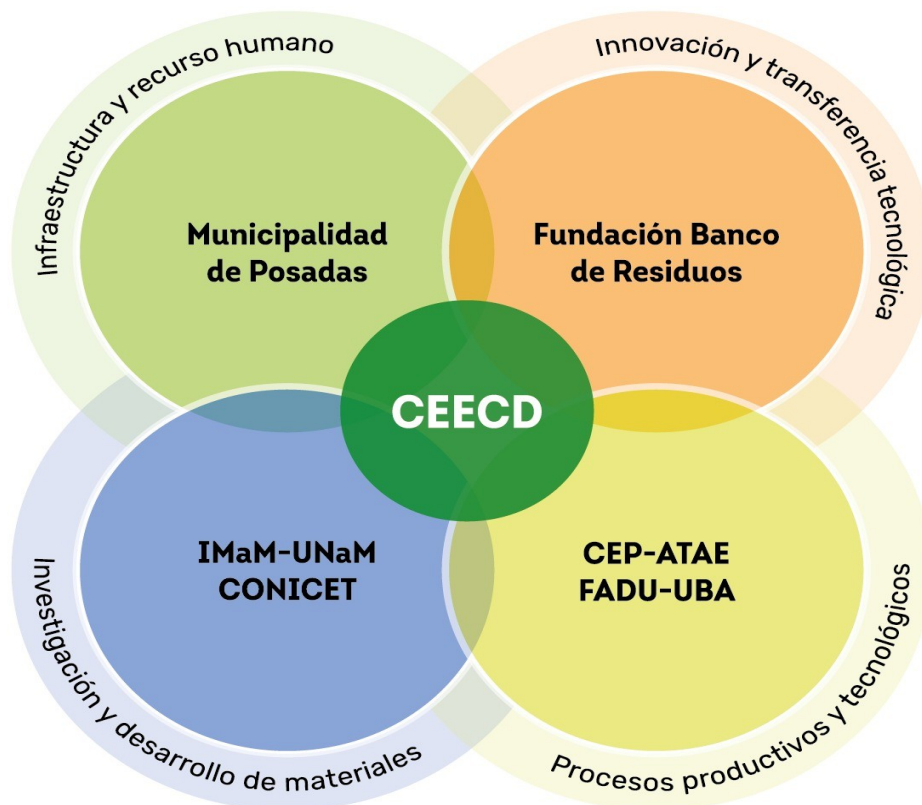 Infraestructura y recurso humano
Innovación y transferencia tecnológica
Municipalidad
de Posadas
Fundación Banco
de Residuos
CEECD
IMaM-UNaM
CONICET
CEP-ATAE
FADU-UBA
Investigación y desarrollo de materiales
Procesos productivos y tecnológicos